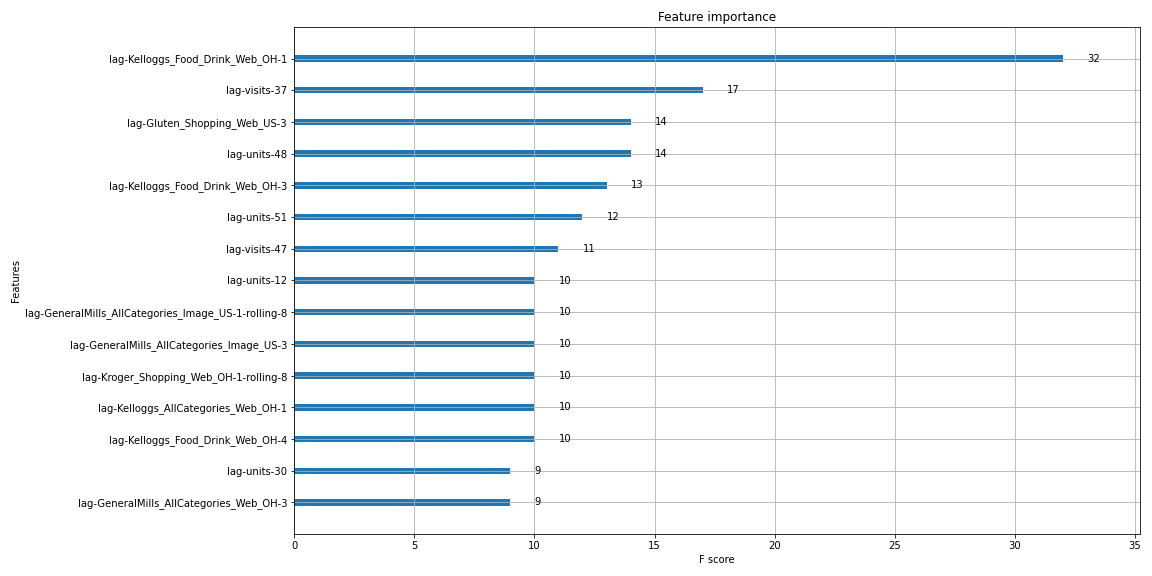 Feature importance
lag-Kelloggs_Food_Drink_Web_OH-1 32
lag-visits-37 17
lag-Gluten_Shopping_Web_US-3 14
lag-units-48 14
lag-Kelloggs_Food_Drink_Web_OH-3 13
lag-units-51 12
lag-visits-47 11
lag-units-12 10
lag-GeneralMills_AllCategories_Image_US-1-rolling-8 10
lag-GeneralMills_AllCategories_Image_US-3 10
lag-Kroger_Shopping_Web_OH-1-rolling-8 10
lag-Kelloggs_AllCategories_Web_OH-1 10
lag-Kelloggs_Food_Drink_Web_OH-4 10
lag-units-30 9
lag-GeneralMills_AllCategories_Web_OH-3 9
Features
0 5 10 15 20 25 30 35
F score